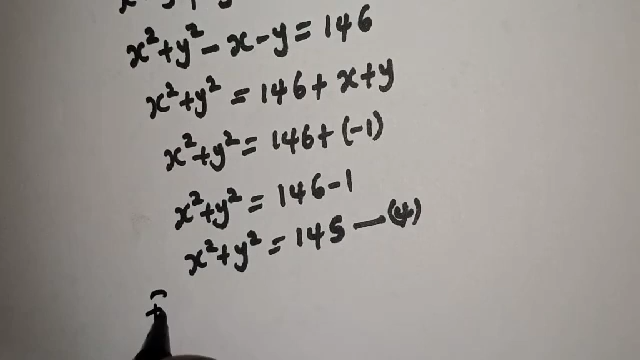 x² + y² - x - y = 146
x² + y² = 146 + x + y
x² + y² = 146 + (-1)
x² + y² = 146 - 1
x² + y² = 145 — (4)